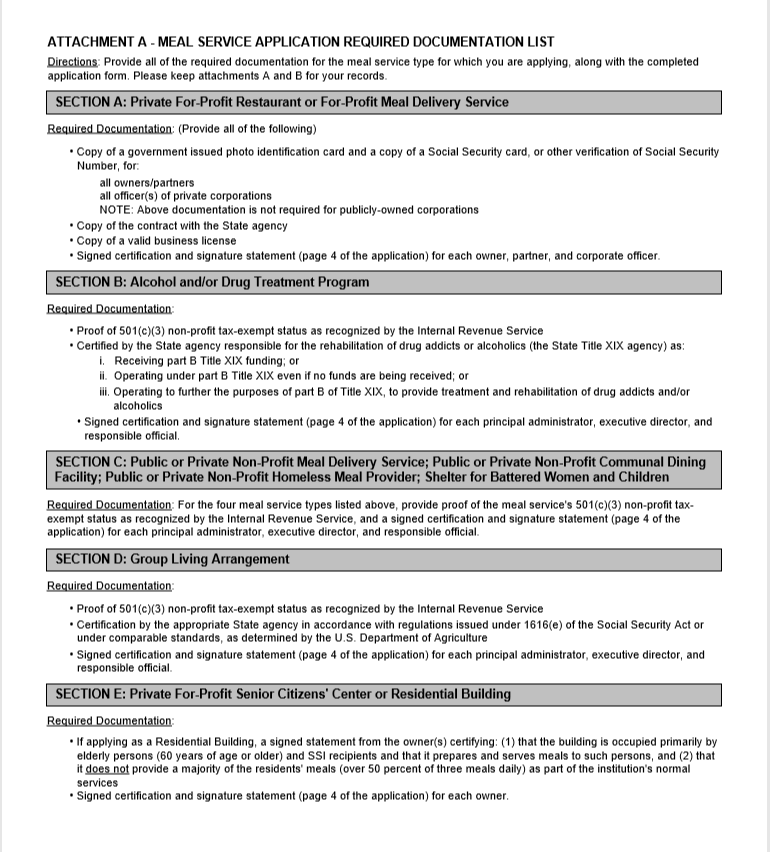 ATTACHMENT A - MEAL SERVICE APPLICATION REQUIRED DOCUMENTATION LIST
Directions: Provide all of the required documentation for the meal service type for which you are applying, along with the completed
application form. Please keep attachments A and B for your records.
SECTION A: Private For-Profit Restaurant or For-Profit Meal Delivery Service
Required Documentation: (Provide all of the following)
• Copy of a government issued photo identification card and a copy of a Social Security card, or other verification of Social Security
Number, for:
all owners/partners
all officer(s) of private corporations
NOTE: Above documentation is not required for publicly-owned corporations
• Copy of the contract with the State agency
• Copy of a valid business license
• Signed certification and signature statement (page 4 of the application) for each owner, partner, and corporate officer.
SECTION B: Alcohol and/or Drug Treatment Program
Required Documentation:
• Proof of 501(c)(3) non-profit tax-exempt status as recognized by the Internal Revenue Service
• Certified by the State agency responsible for the rehabilitation of drug addicts or alcoholics (the State Title XIX agency) as:
i. Receiving part B Title XIX funding; or
ii. Operating under part B Title XIX even if no funds are being received; or
iii. Operating to further the purposes of part B of Title XIX, to provide treatment and rehabilitation of drug addicts and/or
alcoholics
• Signed certification and signature statement (page 4 of the application) for each principal administrator, executive director, and
responsible official.
SECTION C: Public or Private Non-Profit Meal Delivery Service; Public or Private Non-Profit Communal Dining
Facility; Public or Private Non-Profit Homeless Meal Provider; Shelter for Battered Women and Children
Required Documentation: For the four meal service types listed above, provide proof of the meal service's 501(c)(3) non-profit tax-
exempt status as recognized by the Internal Revenue Service, and a signed certification and signature statement (page 4 of the
application) for each principal administrator, executive director, and responsible official.
SECTION D: Group Living Arrangement
Required Documentation:
• Proof of 501(c)(3) non-profit tax-exempt status as recognized by the Internal Revenue Service
• Certification by the appropriate State agency in accordance with regulations issued under 1616(e) of the Social Security Act or
under comparable standards, as determined by the U.S. Department of Agriculture
• Signed certification and signature statement (page 4 of the application) for each principal administrator, executive director, and
responsible official.
SECTION E: Private For-Profit Senior Citizens' Center or Residential Building
Required Documentation:
• If applying as a Residential Building, a signed statement from the owner(s) certifying: (1) that the building is occupied primarily by
elderly persons (60 years of age or older) and SSI recipients and that it prepares and serves meals to such persons, and (2) that
it does not provide a majority of the residents' meals (over 50 percent of three meals daily) as part of the institution's normal
services
• Signed certification and signature statement (page 4 of the application) for each owner.